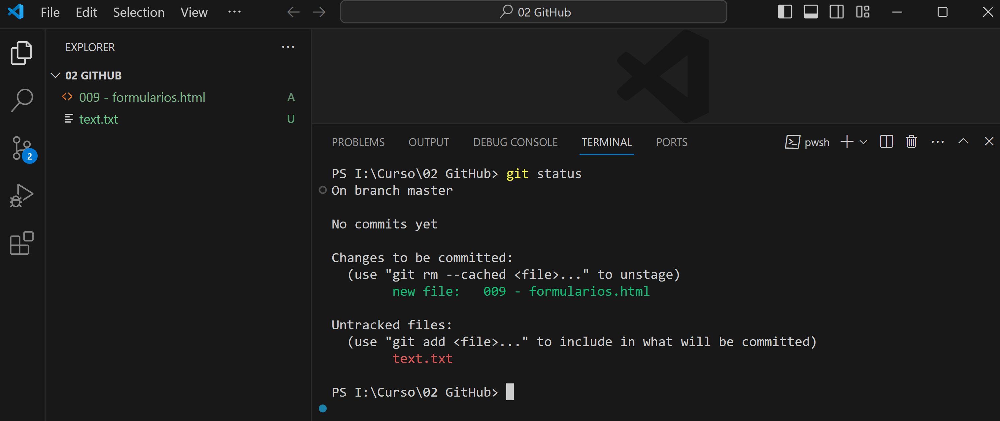 File Edit Selection View ...
02 GitHub
EXPLORER ...
02 GITHUB
009 - formularios.html A
text.txt U
2
PROBLEMS OUTPUT DEBUG CONSOLE TERMINAL PORTS pwsh
PS I:\Curso\02 GitHub> git status
On branch master
No commits yet
Changes to be committed:
(use "git rm --cached <file>..." to unstage)
new file: 009 - formularios.html
Untracked files:
(use "git add <file>..." to include in what will be committed)
text.txt
PS I:\Curso\02 GitHub>